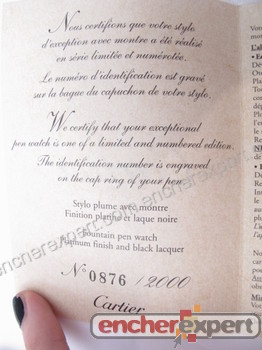 Nous certifions que votre stylo
d'exception avec montre a été réalisé
en série limitée et numérotée.
Le numéro d'identification est gravé
sur la bague du capuchon de votre stylo.
We certify that your exceptional
pen watch is one of a limited and numbered edition.
The identification number is engraved
on the cap ring of your pen.
Stylo plume avec montre
Finition platine et laque noire
Fountain pen watch
Platinum finish and black lacquer
N° 0876 / 2000
Cartier
encherexpert